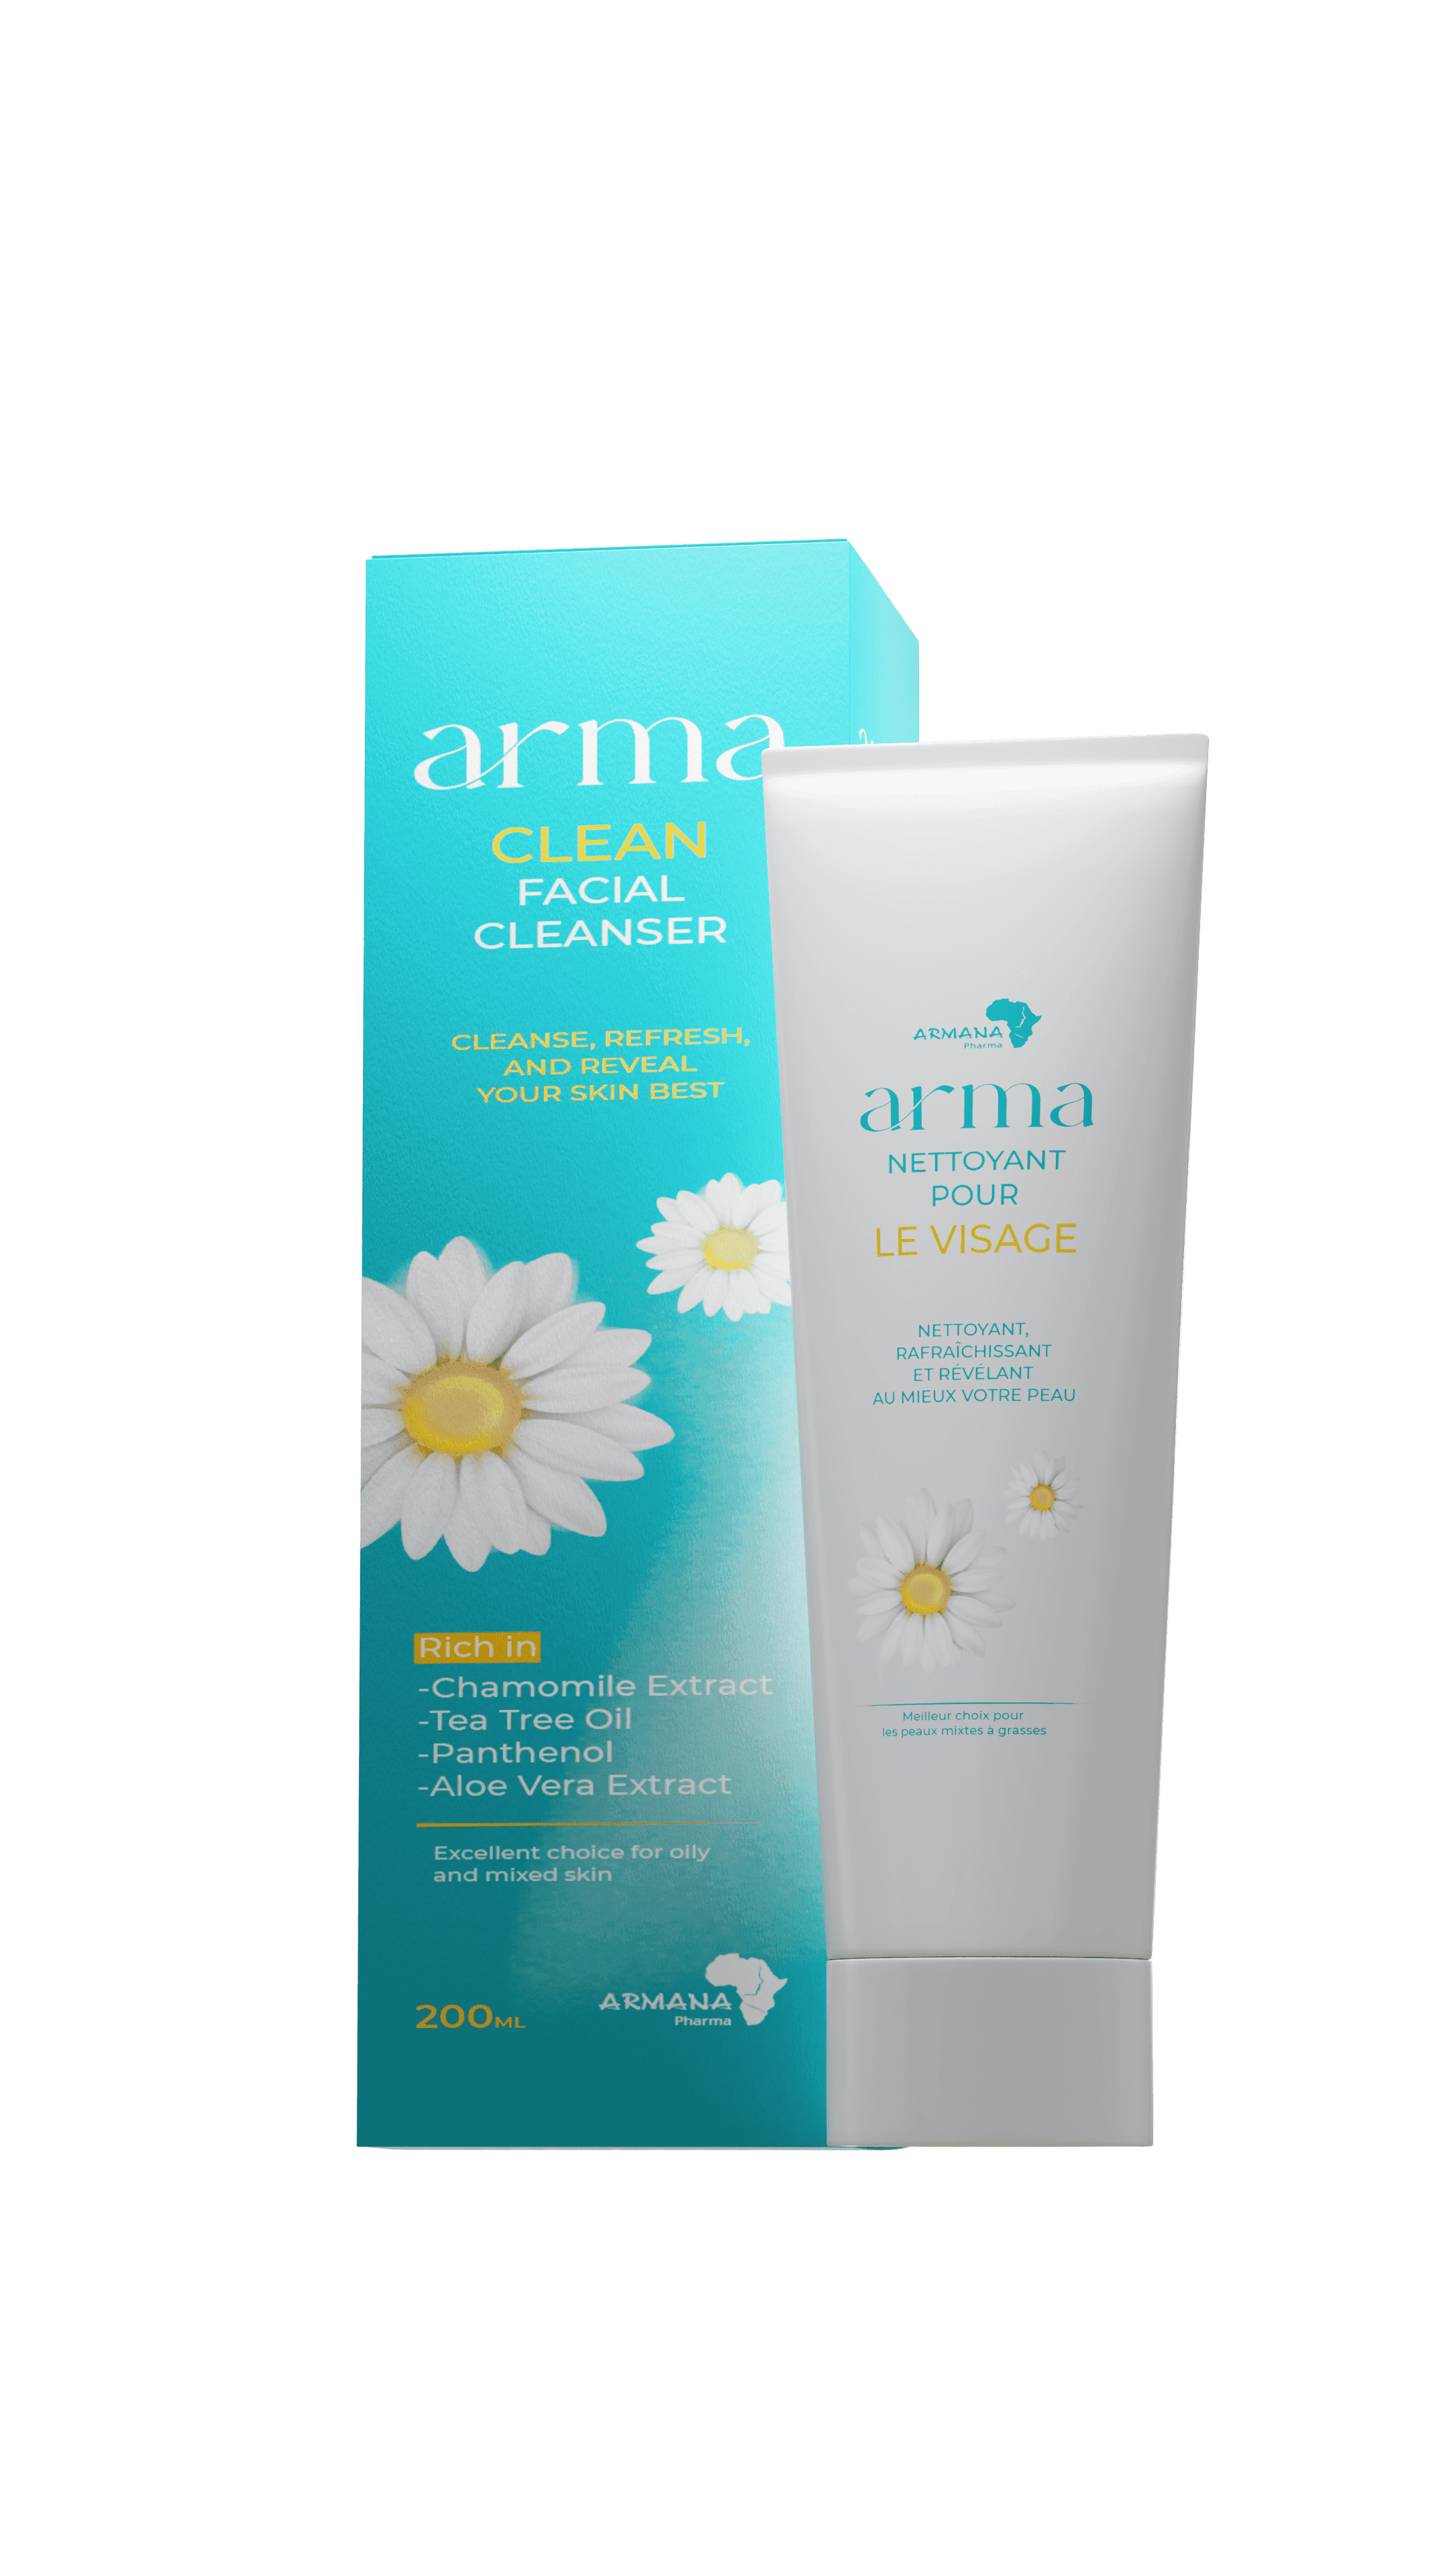 arma
CLEAN
FACIAL
CLEANSER
CLEANSE, REFRESH,
AND REVEAL
YOUR SKIN BEST
Rich in
-Chamomile Extract
-Tea Tree Oil
-Panthenol
-Aloe Vera Extract
Excellent choice for oily
and mixed skin
200ML
ARMANA
Pharma
ARMANA
Pharma
arma
NETTOYANT
POUR
LE VISAGE
NETTOYANT,
RAFRAÎCHISSANT
ET RÉVÉLANT
AU MIEUX VOTRE PEAU
Meilleur choix pour
les peaux mixtes à grasses